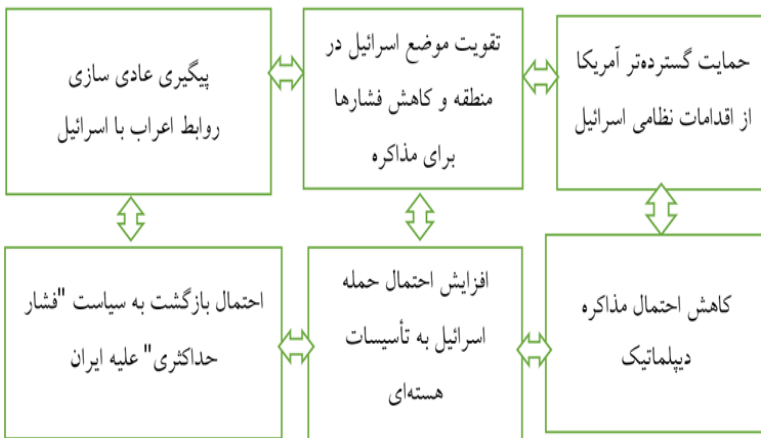 حمایت گسترده‌تر آمریکا
از اقدامات نظامی اسرائیل
تقویت موضع اسرائیل در
منطقه و کاهش فشارها
برای مذاکره
پیگیری عادی سازی
روابط اعراب با اسرائیل
کاهش احتمال مذاکره
دیپلماتیک
افزایش احتمال حمله
اسرائیل به تأسیسات
هسته‌ای
احتمال بازگشت به سیاست "فشار
حداکثری" علیه ایران